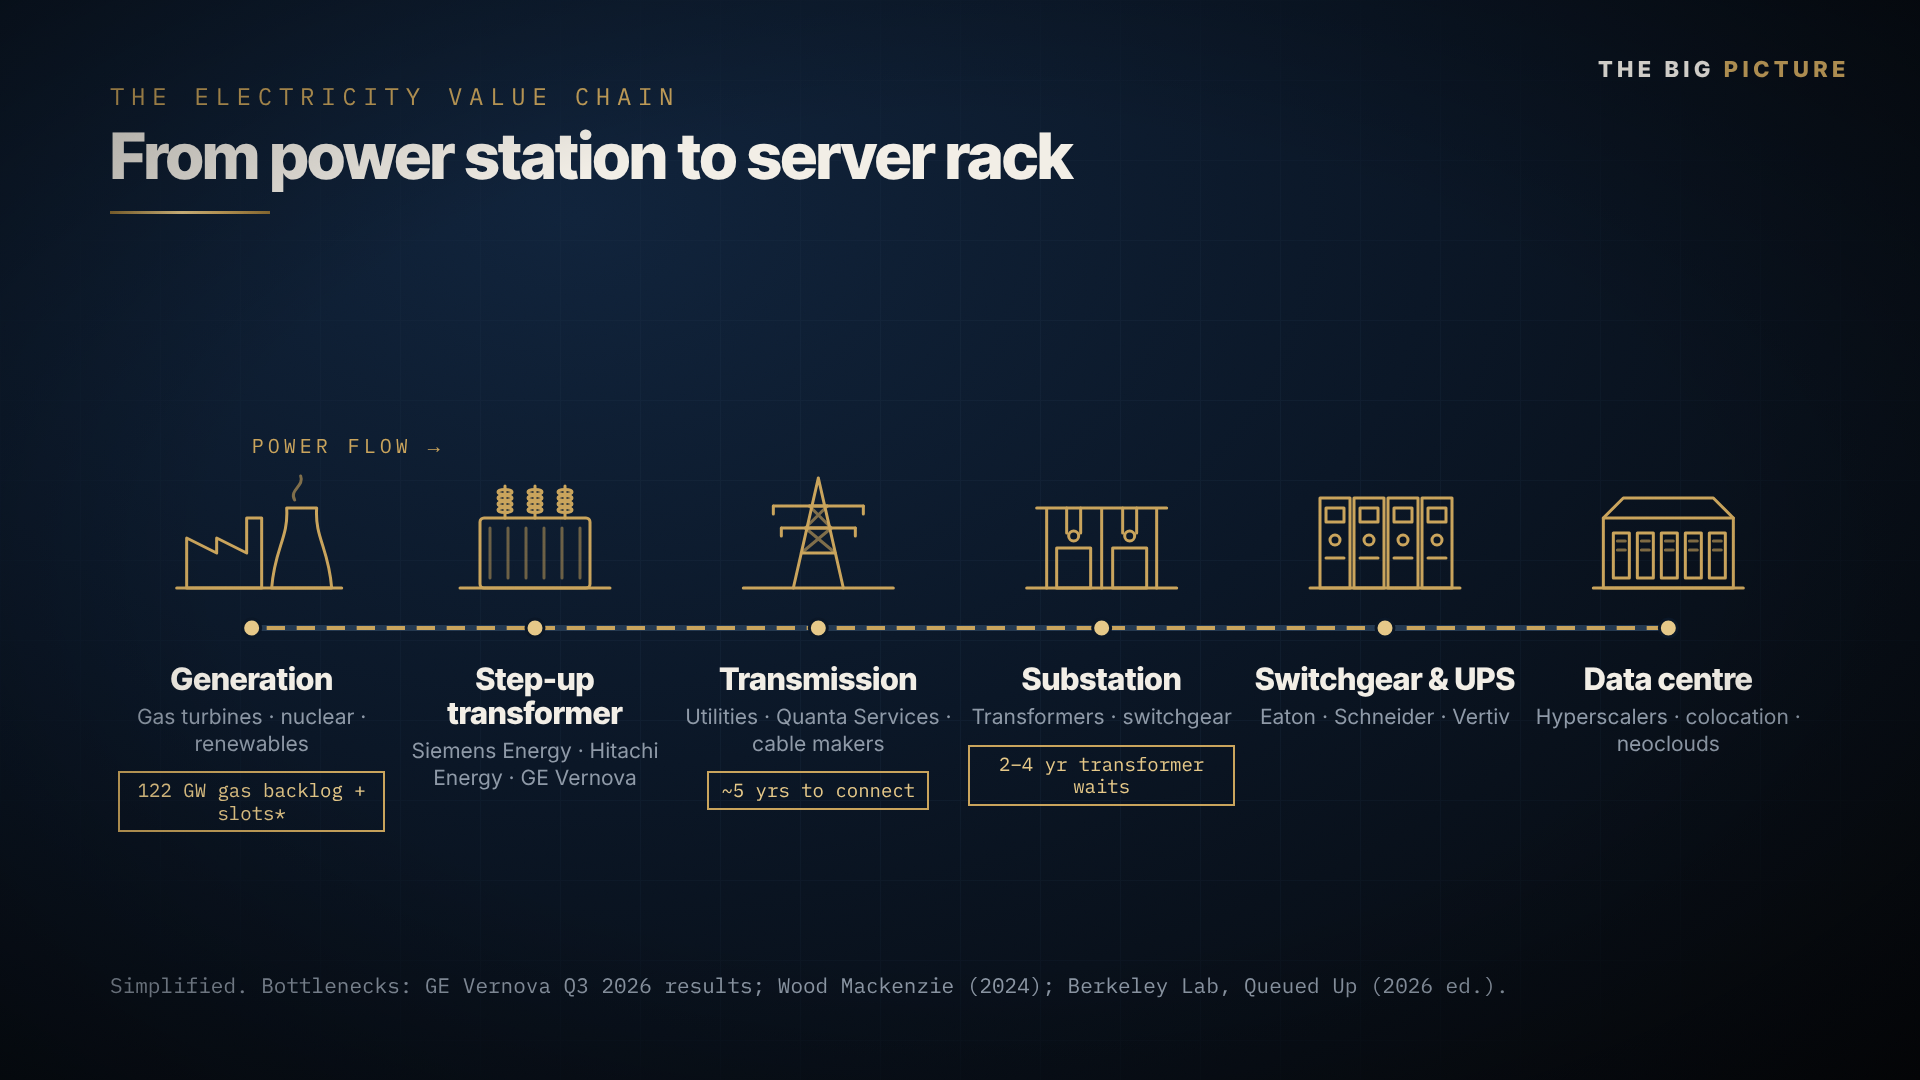 THE BIG PICTURE
THE ELECTRICITY VALUE CHAIN
From power station to server rack
POWER FLOW →
Generation
Gas turbines · nuclear ·
renewables
122 GW gas backlog +
slots*
Step-up
transformer
Siemens Energy · Hitachi
Energy · GE Vernova
Transmission
Utilities · Quanta Services ·
cable makers
~5 yrs to connect
Substation
Transformers · switchgear
2–4 yr transformer
waits
Switchgear & UPS
Eaton · Schneider · Vertiv
Data centre
Hyperscalers · colocation ·
neoclouds
Simplified. Bottlenecks: GE Vernova Q3 2026 results; Wood Mackenzie (2024); Berkeley Lab, Queued Up (2026 ed.).